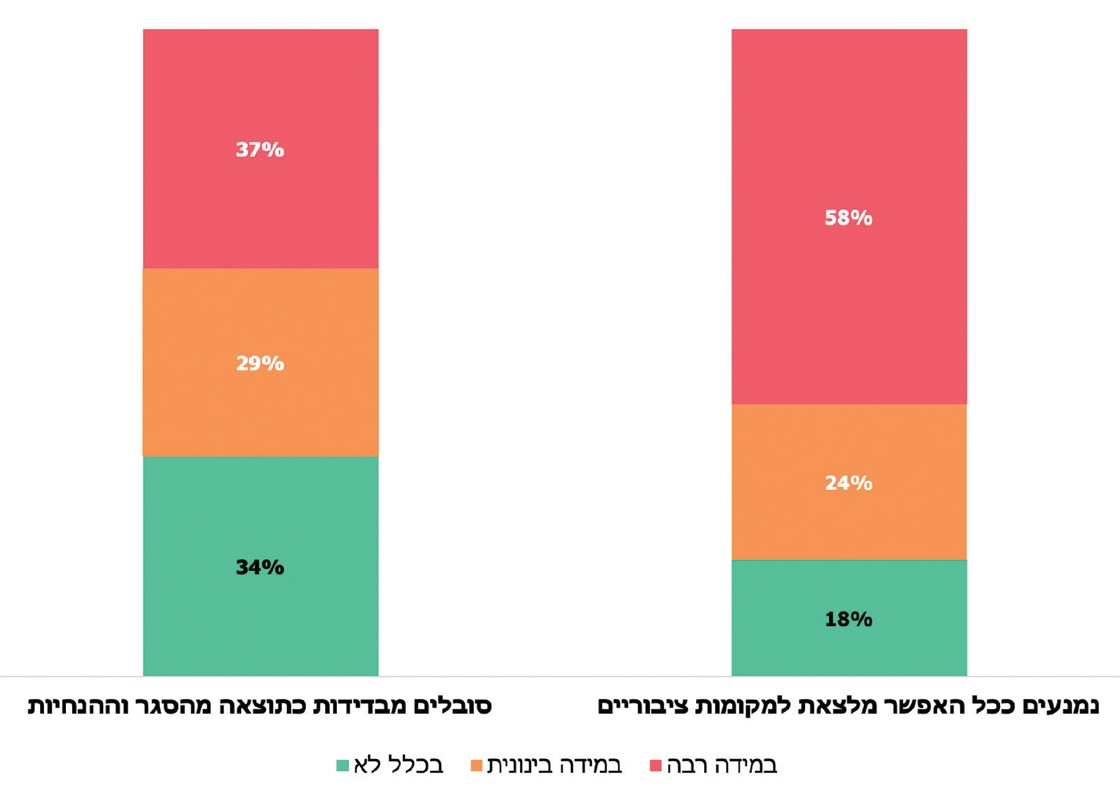 37%
58%
29%
24%
34%
18%
נמנעים ככל האפשר מלצאת למקומות ציבוריים
סובלים מבדידות כתוצאה מהסגר וההנחיות
במידה רבה במידה בינונית בכלל לא